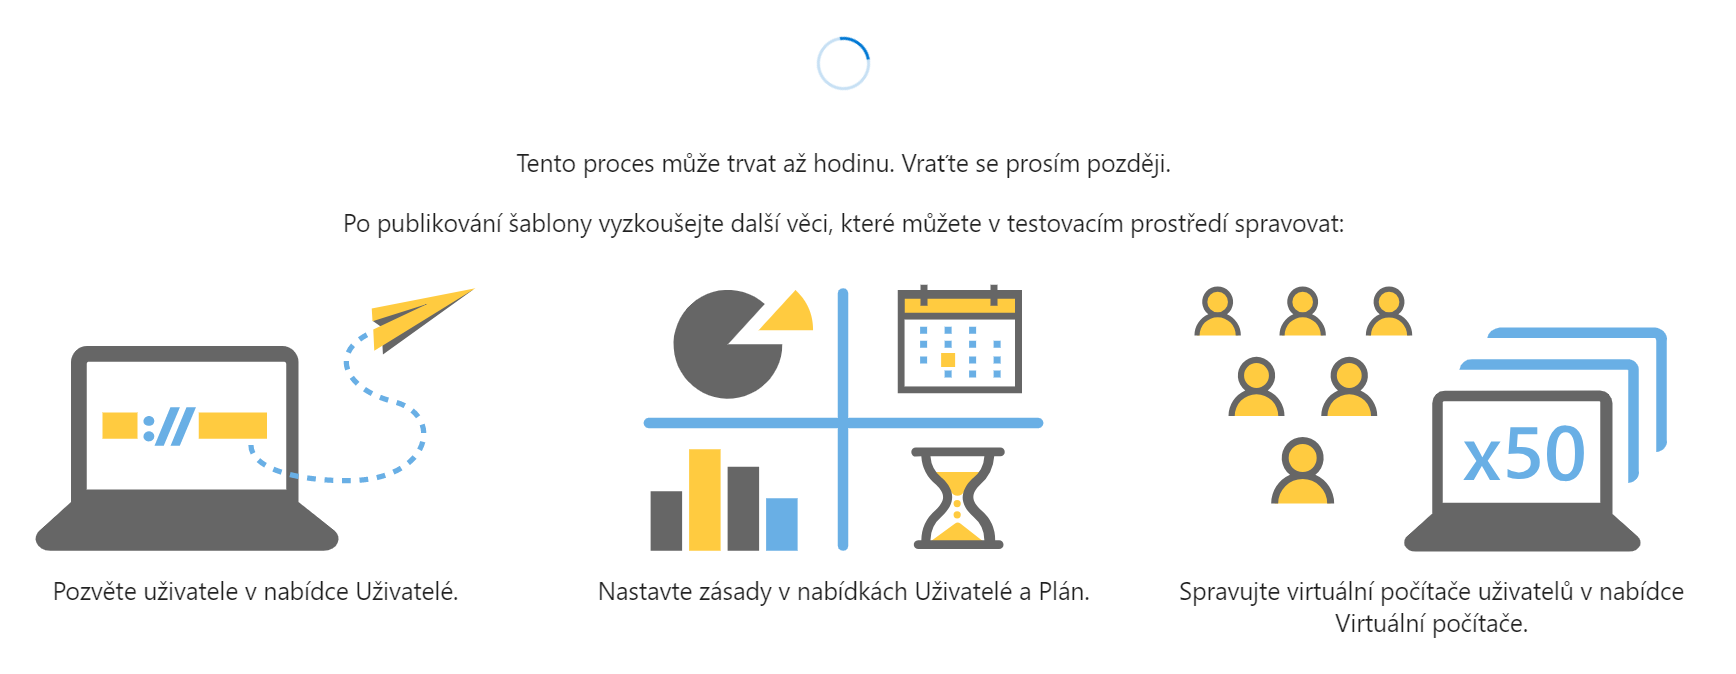 Tento proces může trvat až hodinu. Vraťte se prosím později.
Po publikování šablony vyzkoušejte další věci, které můžete v testovacím prostředí spravovat:
://
x50
Pozvěte uživatele v nabídce Uživatelé.
Nastavte zásady v nabídkách Uživatelé a Plán.
Spravujte virtuální počítače uživatelů v nabídce
Virtuální počítače.